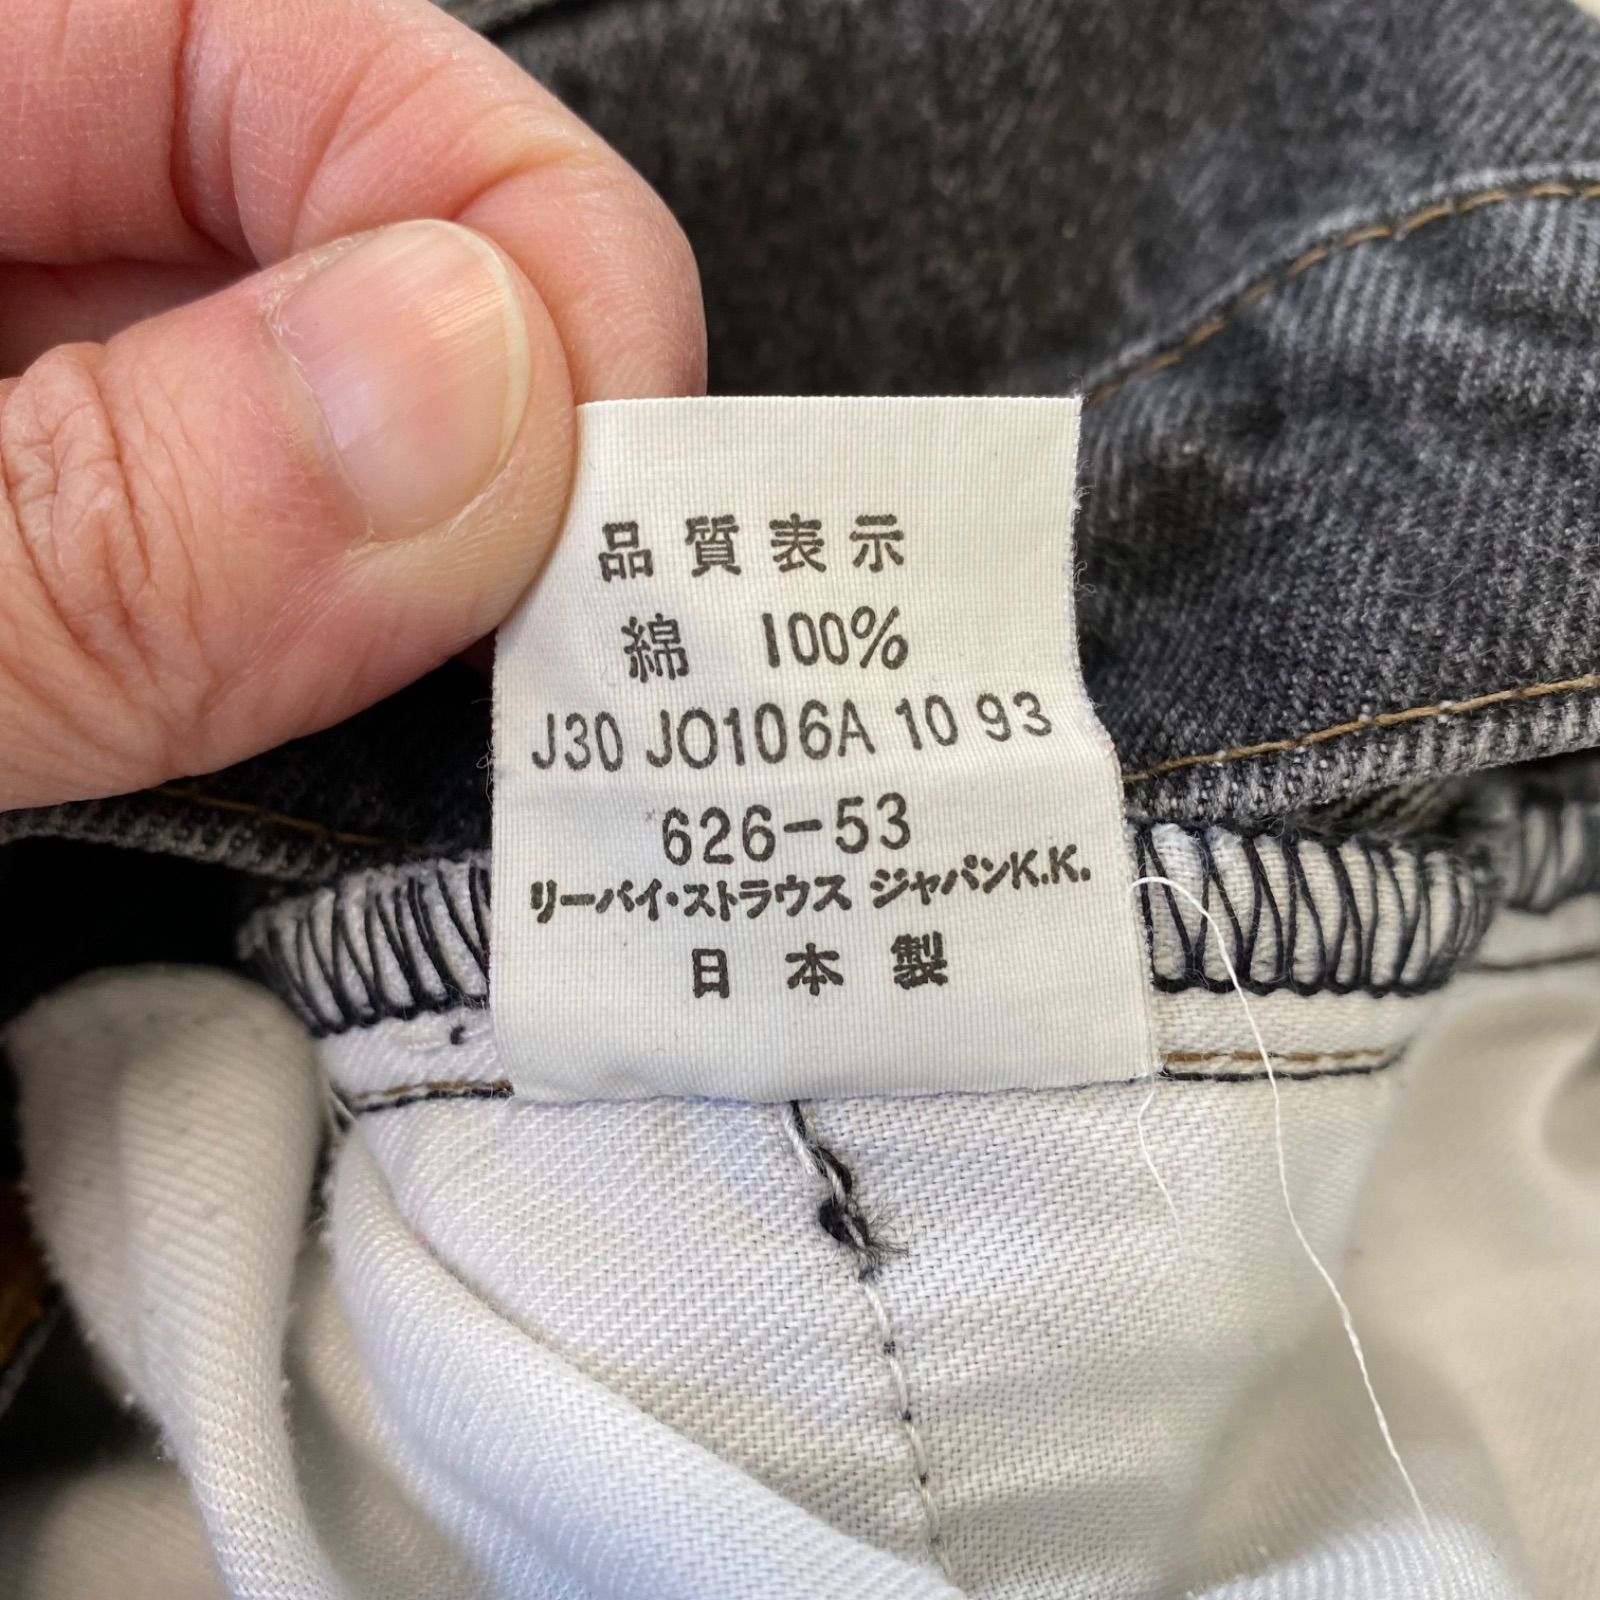 品質表示
綿 100%
J30 JO106A 10 93
626-53
リーバイ・ストラウス ジャパンK.K.
日本製